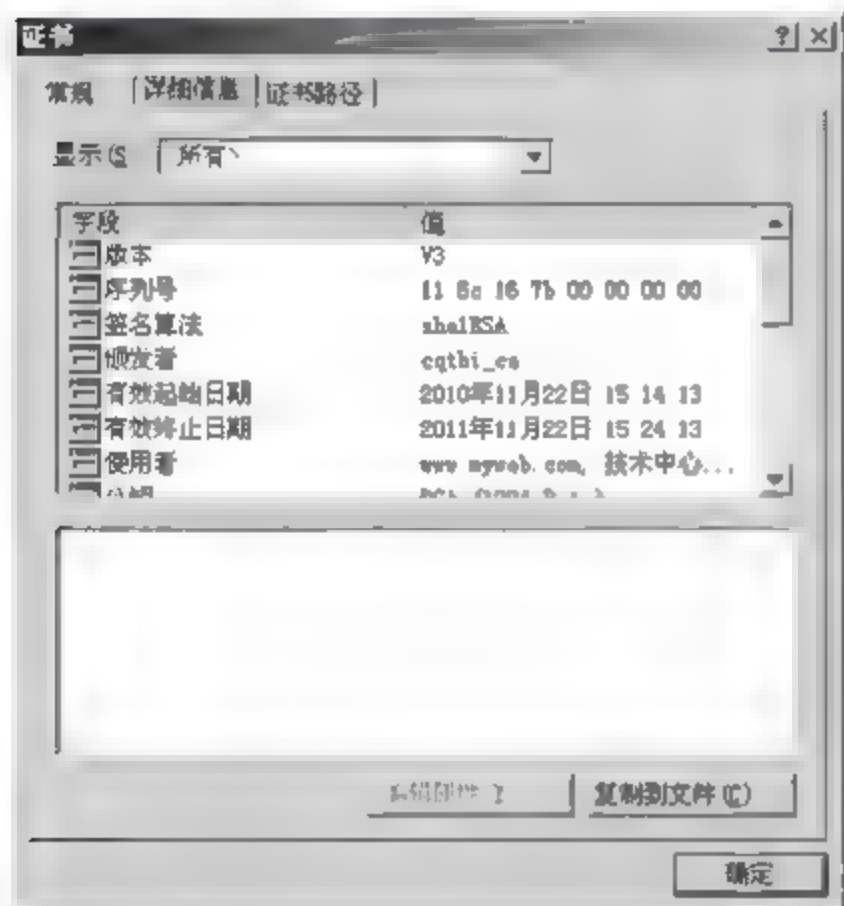 证书
常规 详细信息 证书路径
显示(S 所有
字段 值
版本 V3
序列号 11 8c 16 7b 00 00 00 00
签名算法 sha1RSA
颁发者 cqthi_ca
有效起始日期 2010年11月22日 15 14 13
有效终止日期 2011年11月22日 15 24 13
使用者 www myweb.com, 技术中心...
复制到文件(C)
确定